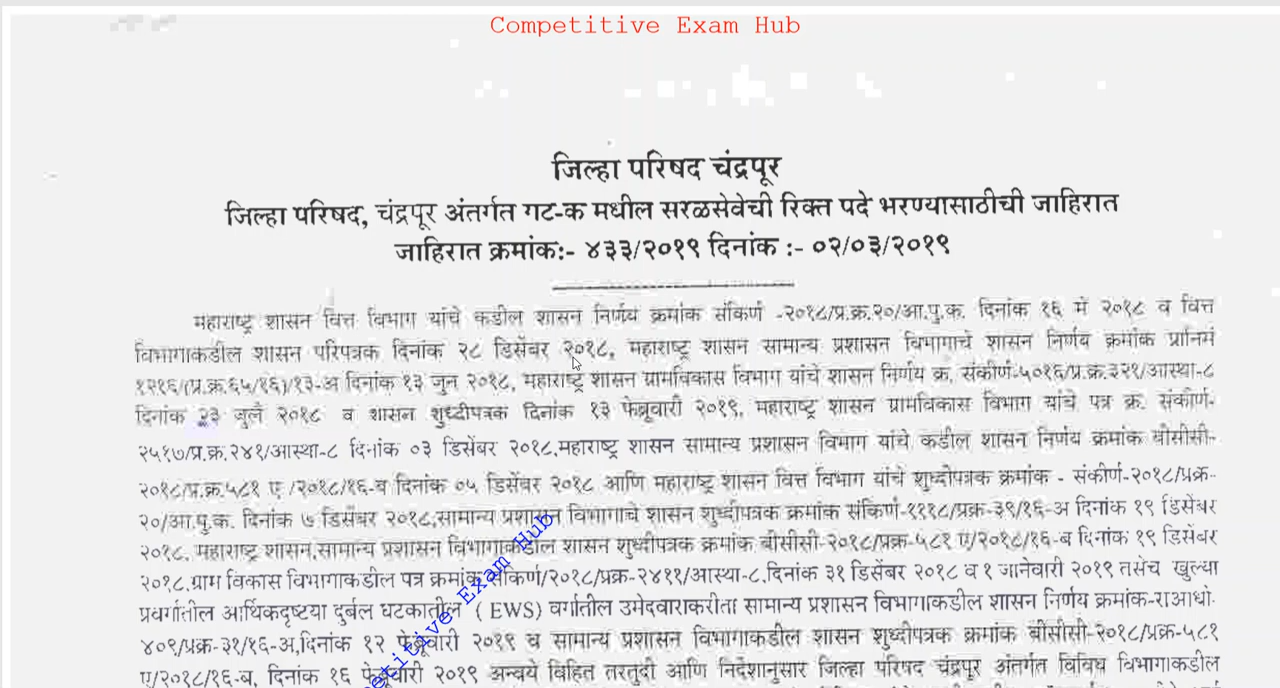 Competitive Exam Hub
जिल्हा परिषद चंद्रपूर
जिल्हा परिषद, चंद्रपूर अंतर्गत गट-क मधील सरळसेवेची रिक्त पदे भरण्यासाठीची जाहिरात
जाहिरात क्रमांक:- ४३३/२०१९ दिनांक :- ०२/०३/२०१९
महाराष्ट्र शासन वित्त विभाग यांचे कडील शासन निर्णय क्रमांक संकिर्ण -२०१८/प्र.क्र.२०/आ.पु.क. दिनांक १६ मे २०१८ व वित्त
विभागाकडील शासन परिपत्रक दिनांक २८ डिसेंबर २०१८, महाराष्ट्र शासन सामान्य प्रशासन विभागाचे शासन निर्णय क्रमांक प्रानिमं
१२१६/(प्र.क्र.६५/१६)/१३-अ दिनांक १३ जुन २०१८, महाराष्ट्र शासन ग्रामविकास विभाग यांचे शासन निर्णय क्र. संकीर्ण-५०१६/प्र.क्र.३२१/आस्था-८
दिनांक २३ जुलै २०१८ व शासन शुध्दीपत्रक दिनांक १३ फेब्रूवारी २०१९, महाराष्ट्र शासन ग्रामविकास विभाग यांचे पत्र क्र. संकीर्ण-
२५१७/प्र.क्र.२४१/आस्था-८ दिनांक ०३ डिसेंबर २०१८,महाराष्ट्र शासन सामान्य प्रशासन विभाग यांचे कडील शासन निर्णय क्रमांक बीसीसी-
२०१८/प्र.क्र.५८१ ए /२०१८/१६-ब दिनांक ०५ डिसेंबर २०१८ आणि महाराष्ट्र शासन वित्त विभाग यांचे शुध्दीपत्रक क्रमांक - संकीर्ण-२०१८/प्रक्र-
२०/आ.पु.क. दिनांक ७ डिसेंबर २०१८,सामान्य प्रशासन विभागाचे शासन शुध्दीपत्रक क्रमांक संकिर्ण-१११८/प्रक्र-३९/१६-अ दिनांक १९ डिसेंबर
२०१८, महाराष्ट्र शासन,सामान्य प्रशासन विभागाकडील शासन शुध्दीपत्रक क्रमांक बीसीसी-२०१८/प्रक्र-५८१ ए/२०१८/१६-ब दिनांक १९ डिसेंबर
२०१८,ग्राम विकास विभागाकडील पत्र क्रमांक संकिर्ण/२०१८/प्रक्र-२४११/आस्था-८,दिनांक ३१ डिसेंबर २०१८ व १ जानेवारी २०१९ तसेच खुल्या
प्रवर्गातील आर्थिकदृष्टया दुर्बल घटकातील ( EWS) वर्गातील उमेदवाराकरीता सामान्य प्रशासन विभागाकडील शासन निर्णय क्रमांक-राआधो-
४०१९/प्रक्र-३१/१६-अ,दिनांक १२ फेब्रूवारी २०१९ व सामान्य प्रशासन विभागाकडील शासन शुध्दीपत्रक क्रमांक बीसीसी-२०१८/प्रक्र-५८१
ए/२०१८/१६-ब, दिनांक १६ फेब्रूवारी २०१९ अन्वये विहित तरतुदी आणि निर्देशानुसार जिल्हा परिषद चंद्रपूर अंतर्गत विविध विभागाकडील
etitive Exam Hub